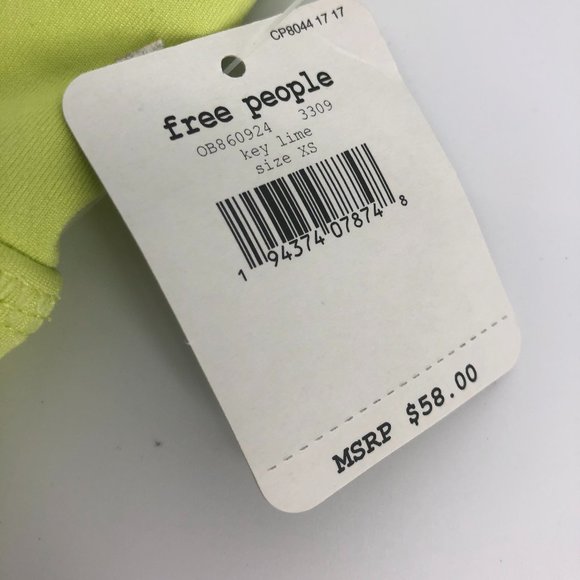 CP8044 17 17
free people
OB860924 3309
key lime
size XS
1 94374 07874 8
MSRP $58.00